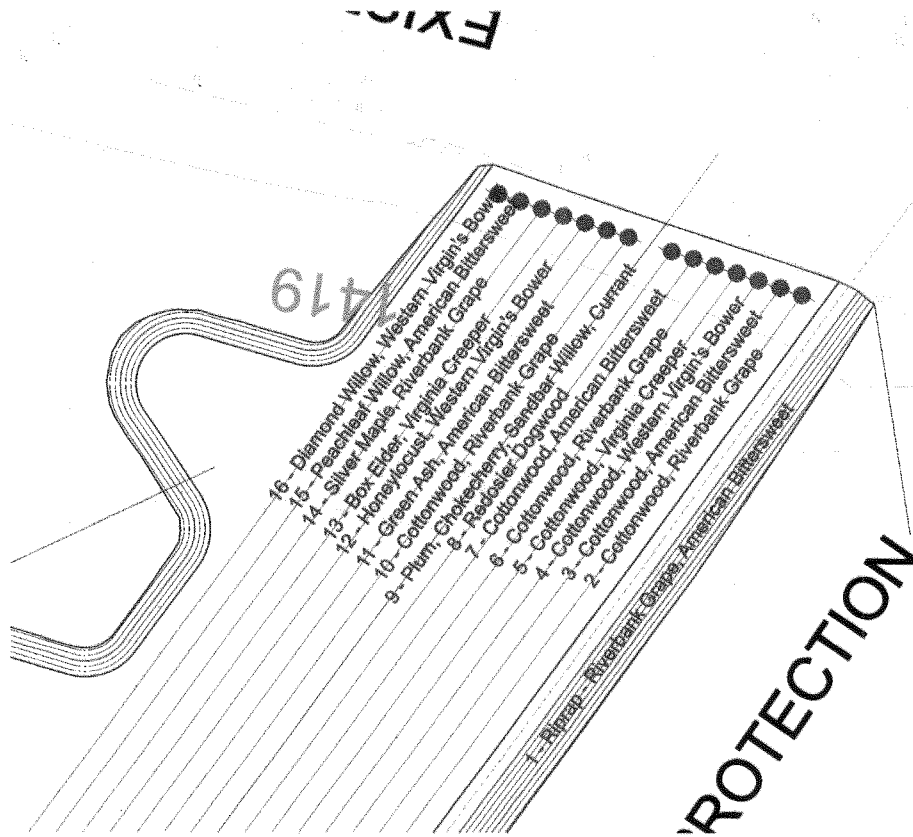 1419
16 - Diamond Willow, Western Virgin's Bower
15 - Peachleaf Willow, American Bittersweet
14 - Silver Maple, Riverbank Grape
13 - Box Elder, Virginia Creeper
12 - Honeylocust, Western Virgin's Bower
11 - Green Ash, American Bittersweet
10 - Cottonwood, Riverbank Grape
9 - Plum, Chokecherry, Sandbar Willow, Currant
8 - Redosier Dogwood
7 - Cottonwood, American Bittersweet
6 - Cottonwood, Riverbank Grape
5 - Cottonwood, Virginia Creeper
4 - Cottonwood, Western Virgin's Bower
3 - Cottonwood, American Bittersweet
2 - Cottonwood, Riverbank Grape
1 - Riprap - Riverbank Grape, American Bittersweet
PROTECTION